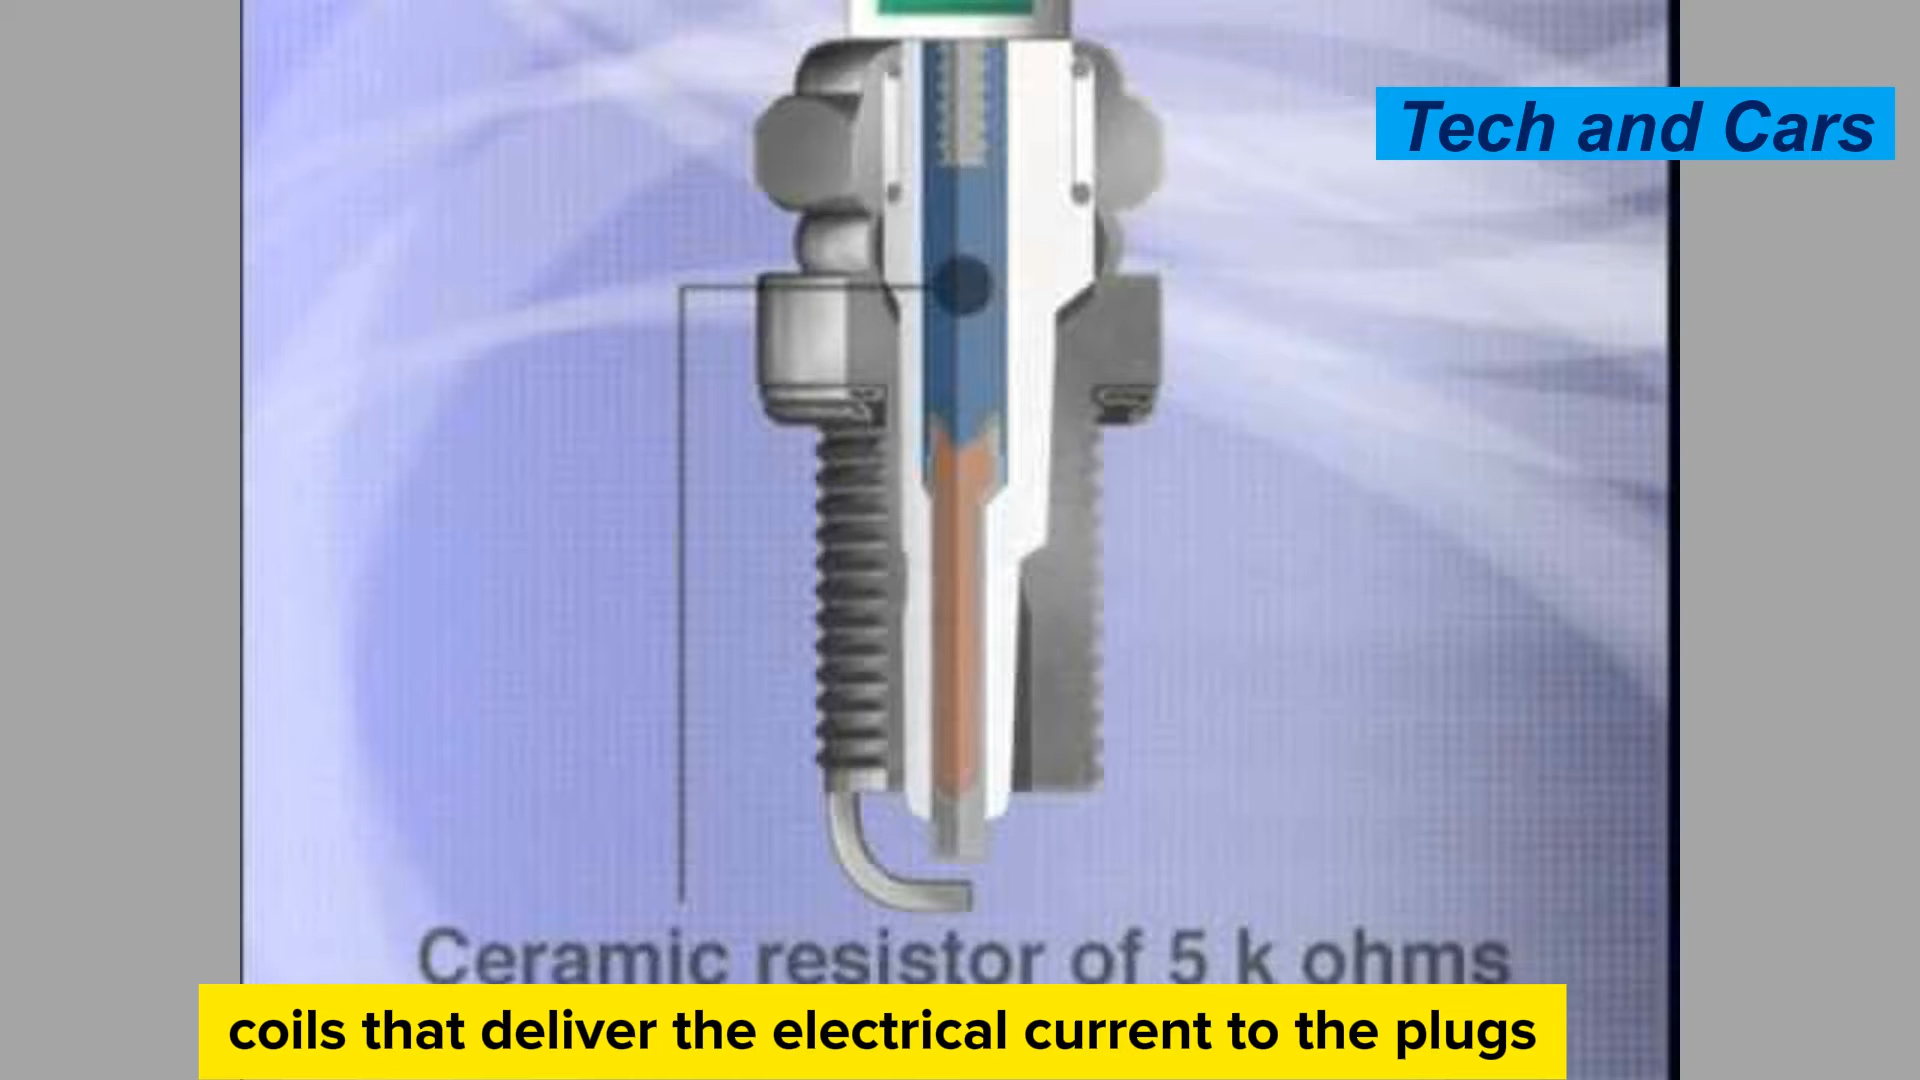 Tech and Cars
Ceramic resistor of 5 k ohms
coils that deliver the electrical current to the plugs